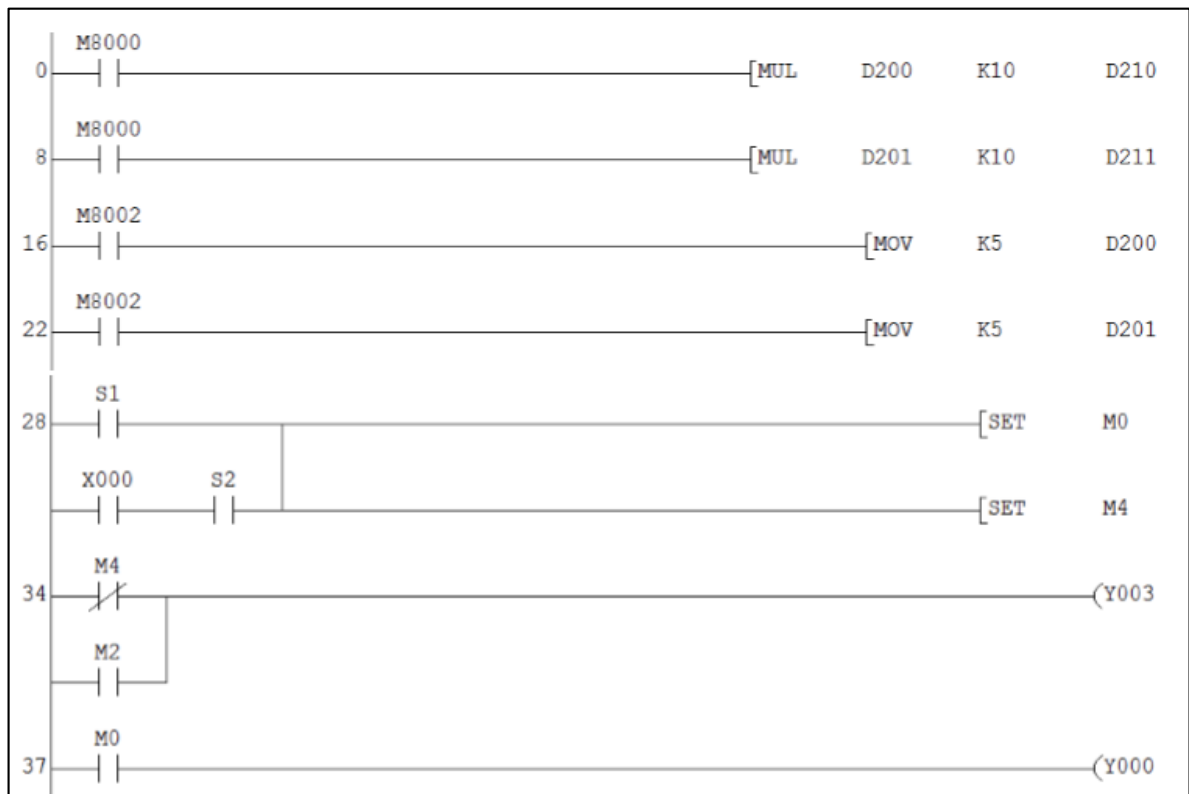 M8000
0 [MUL D200 K10 D210
M8000
8 [MUL D201 K10 D211
M8002
16 [MOV K5 D200
M8002
22 [MOV K5 D201
S1
28 [SET M0
X000 S2
[SET M4
M4
34 (Y003
M2
M0
37 (Y000